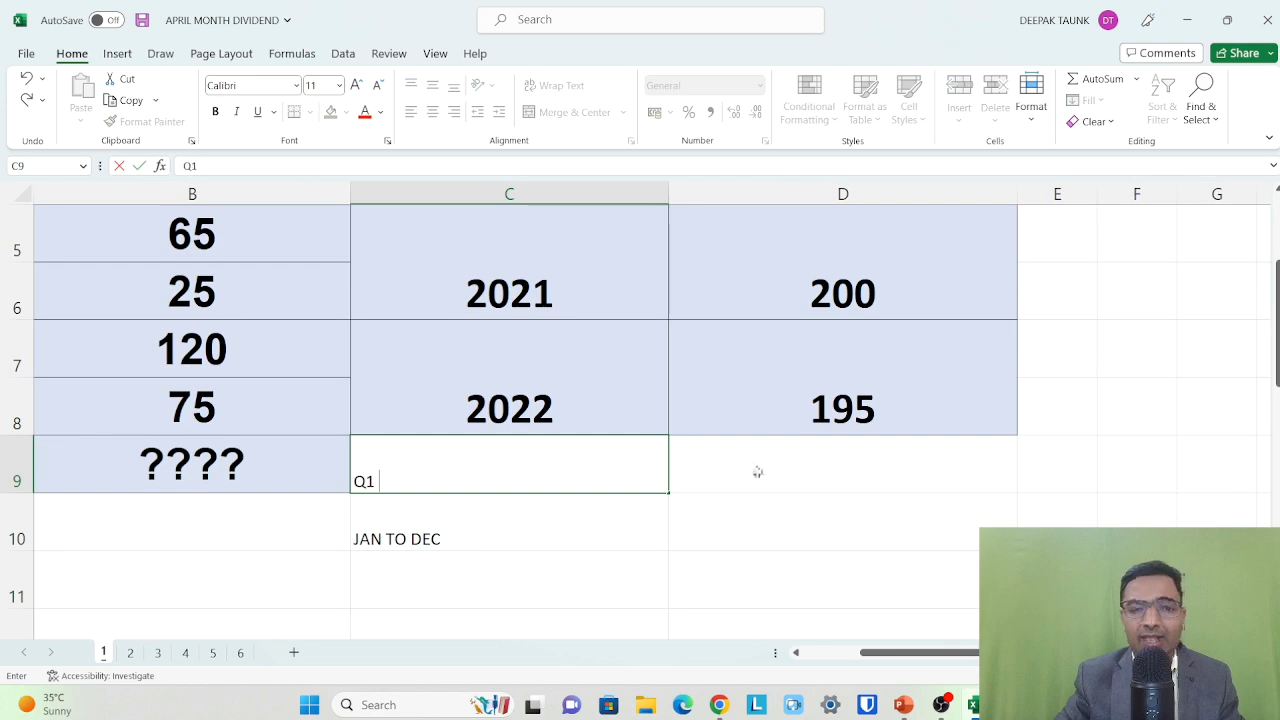 AutoSave Off APRIL MONTH DIVIDEND Search DEEPAK TAUNK DT
File Home Insert Draw Page Layout Formulas Data Review View Help Comments Share
Paste Cut Copy Format Painter Clipboard
Undo
Calibri 11 B I U A Font
Wrap Text Merge & Center Alignment
General % Number
Conditional Formatting Format as Table Cell Styles Styles
Insert Delete Format Cells
AutoSum Fill Clear Sort & Filter Find & Select Editing
C9 fx Q1
B C D E F G
5 65
6 25 2021 200
7 120
8 75 2022 195
9 ???? Q1
10 JAN TO DEC
11
1 2 3 4 5 6
Enter Accessibility: Investigate
35°C
Sunny
Search